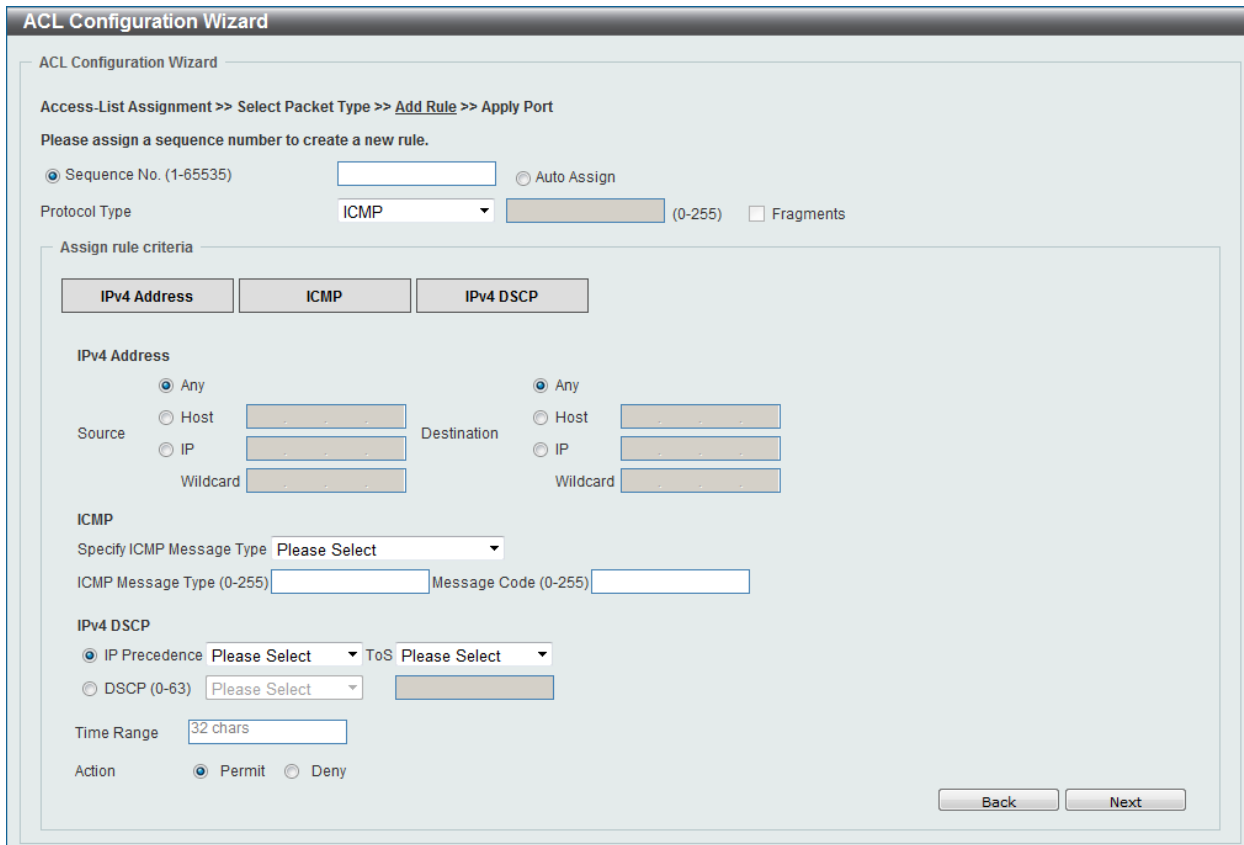 ACL Configuration Wizard
ACL Configuration Wizard
Access-List Assignment >> Select Packet Type >> Add Rule >> Apply Port
Please assign a sequence number to create a new rule.
Sequence No. (1-65535) Auto Assign
Protocol Type ICMP (0-255) Fragments
Assign rule criteria
IPv4 Address ICMP IPv4 DSCP
IPv4 Address
Any Any
Source Host . . . Destination Host . . .
IP . . . IP . . .
Wildcard . . . Wildcard . . .
ICMP
Specify ICMP Message Type Please Select
ICMP Message Type (0-255) Message Code (0-255)
IPv4 DSCP
IP Precedence Please Select ToS Please Select
DSCP (0-63) Please Select
Time Range 32 chars
Action Permit Deny
Back Next